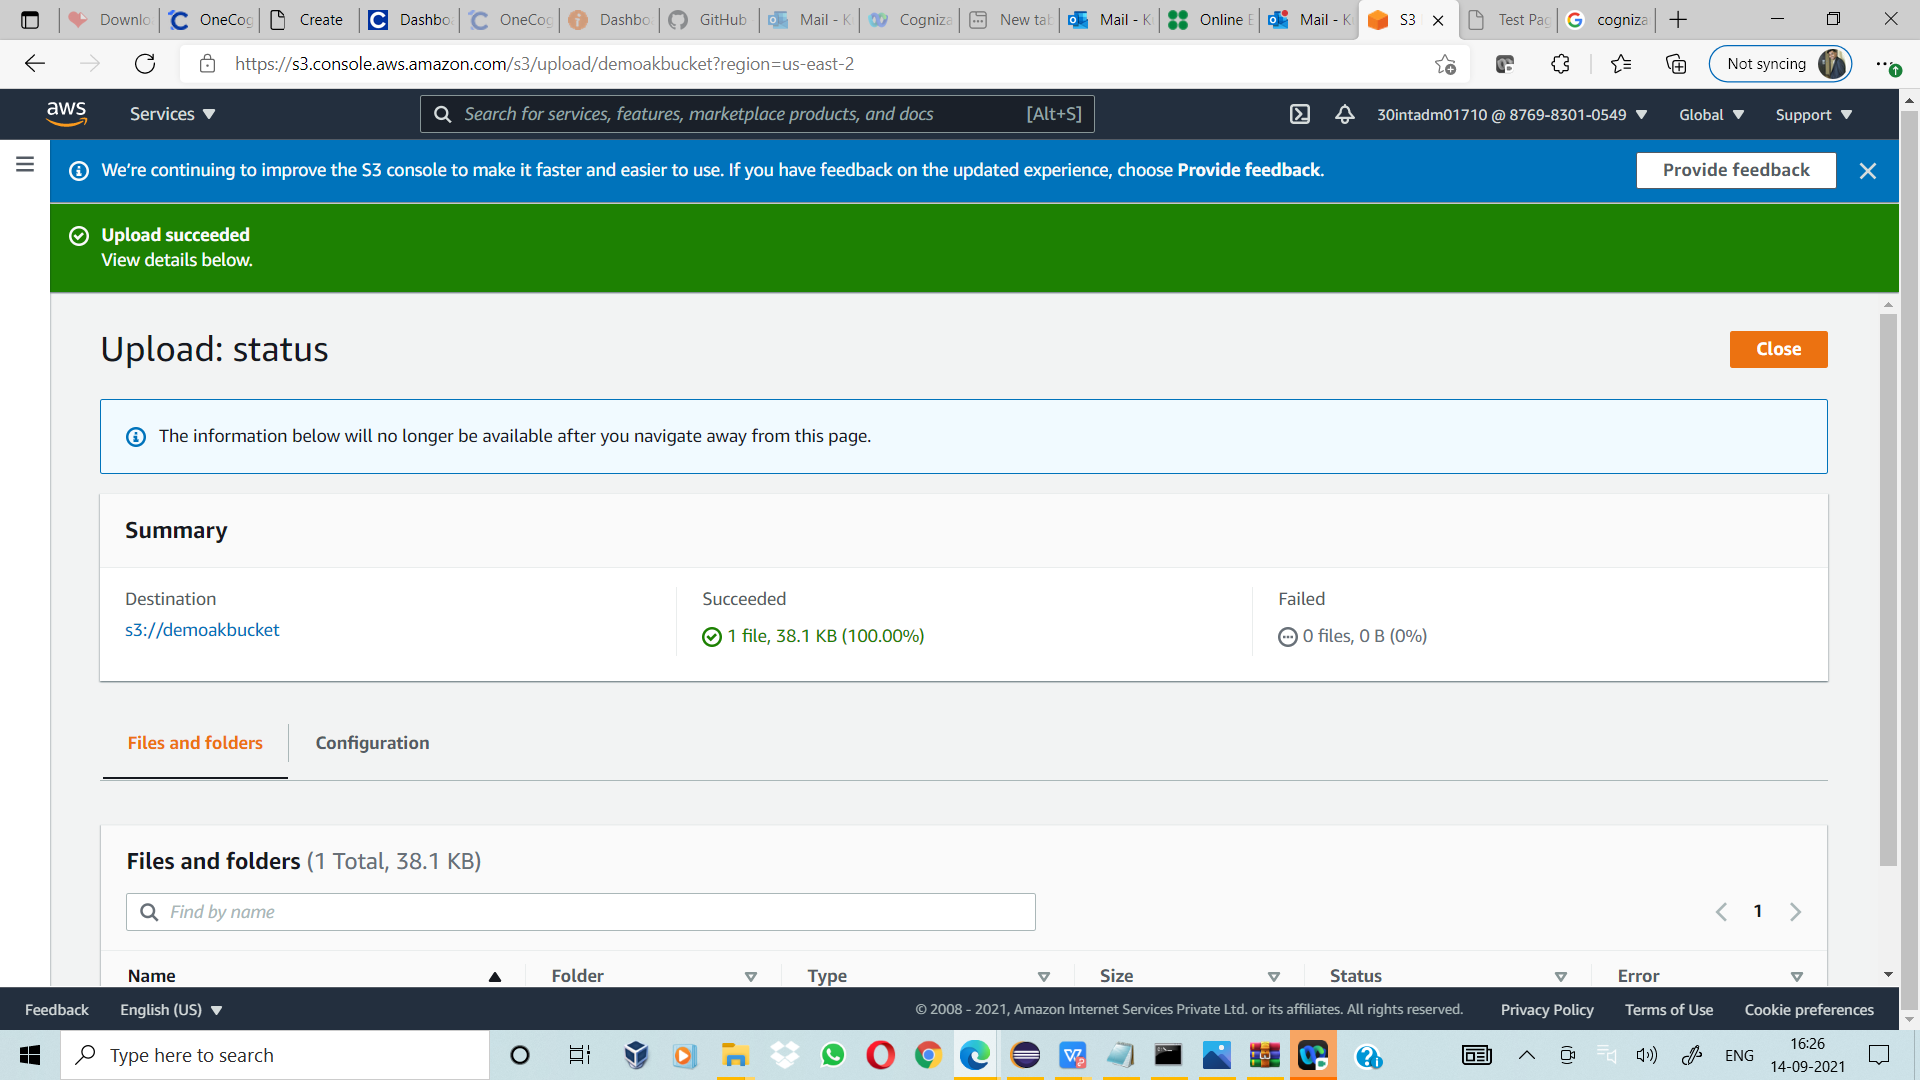 Downlo
OneCog
Create
Dashbo
OneCog
Dashbo
GitHub
Mail - K
Cogniza
New tab
Mail - K
Online E
Mail - K
S3
Test Pag
cogniza
https://s3.console.aws.amazon.com/s3/upload/demoakbucket?region=us-east-2
Not syncing
aws
Services
Search for services, features, marketplace products, and docs [Alt+S]
30intadm01710 @ 8769-8301-0549
Global
Support
We're continuing to improve the S3 console to make it faster and easier to use. If you have feedback on the updated experience, choose Provide feedback.
Provide feedback
Upload succeeded
View details below.
Upload: status
Close
The information below will no longer be available after you navigate away from this page.
Summary
Destination
s3://demoakbucket
Succeeded
1 file, 38.1 KB (100.00%)
Failed
0 files, 0 B (0%)
Files and folders
Configuration
Files and folders (1 Total, 38.1 KB)
Find by name
1
Name
Folder
Type
Size
Status
Error
Feedback
English (US)
© 2008 - 2021, Amazon Internet Services Private Ltd. or its affiliates. All rights reserved.
Privacy Policy
Terms of Use
Cookie preferences
Type here to search
ENG
16:26
14-09-2021